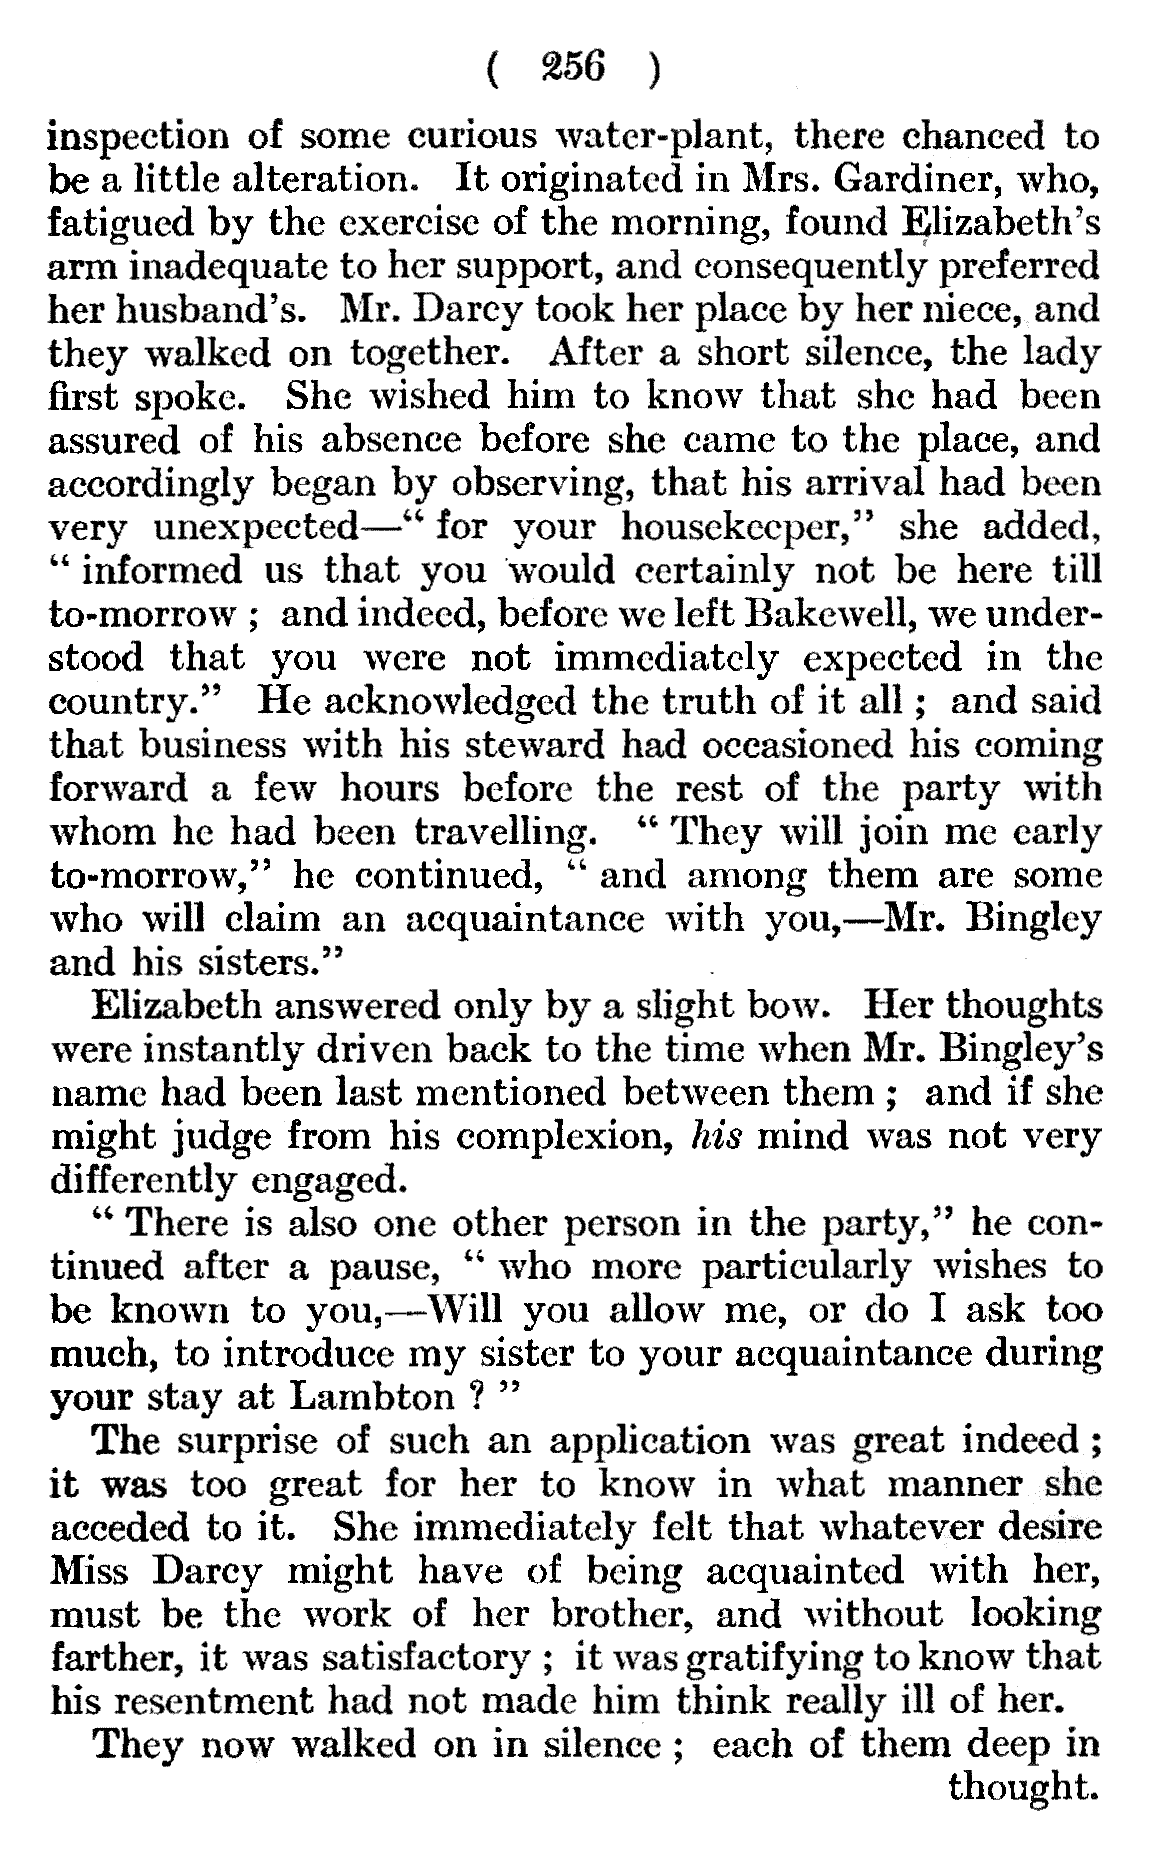 ( 256 )
inspection of some curious water-plant, there chanced to
be a little alteration. It originated in Mrs. Gardiner, who,
fatigued by the exercise of the morning, found Elizabeth's
arm inadequate to her support, and consequently preferred
her husband's. Mr. Darcy took her place by her niece, and
they walked on together. After a short silence, the lady
first spoke. She wished him to know that she had been
assured of his absence before she came to the place, and
accordingly began by observing, that his arrival had been
very unexpected—“ for your housekeeper,” she added,
“ informed us that you would certainly not be here till
to-morrow ; and indeed, before we left Bakewell, we under-
stood that you were not immediately expected in the
country.” He acknowledged the truth of it all ; and said
that business with his steward had occasioned his coming
forward a few hours before the rest of the party with
whom he had been travelling. “ They will join me early
to-morrow,” he continued, “ and among them are some
who will claim an acquaintance with you,—Mr. Bingley
and his sisters.”
Elizabeth answered only by a slight bow. Her thoughts
were instantly driven back to the time when Mr. Bingley's
name had been last mentioned between them ; and if she
might judge from his complexion, his mind was not very
differently engaged.
“ There is also one other person in the party,” he con-
tinued after a pause, “ who more particularly wishes to
be known to you,—Will you allow me, or do I ask too
much, to introduce my sister to your acquaintance during
your stay at Lambton ? ”
The surprise of such an application was great indeed ;
it was too great for her to know in what manner she
acceded to it. She immediately felt that whatever desire
Miss Darcy might have of being acquainted with her,
must be the work of her brother, and without looking
farther, it was satisfactory ; it was gratifying to know that
his resentment had not made him think really ill of her.
They now walked on in silence ; each of them deep in
thought.